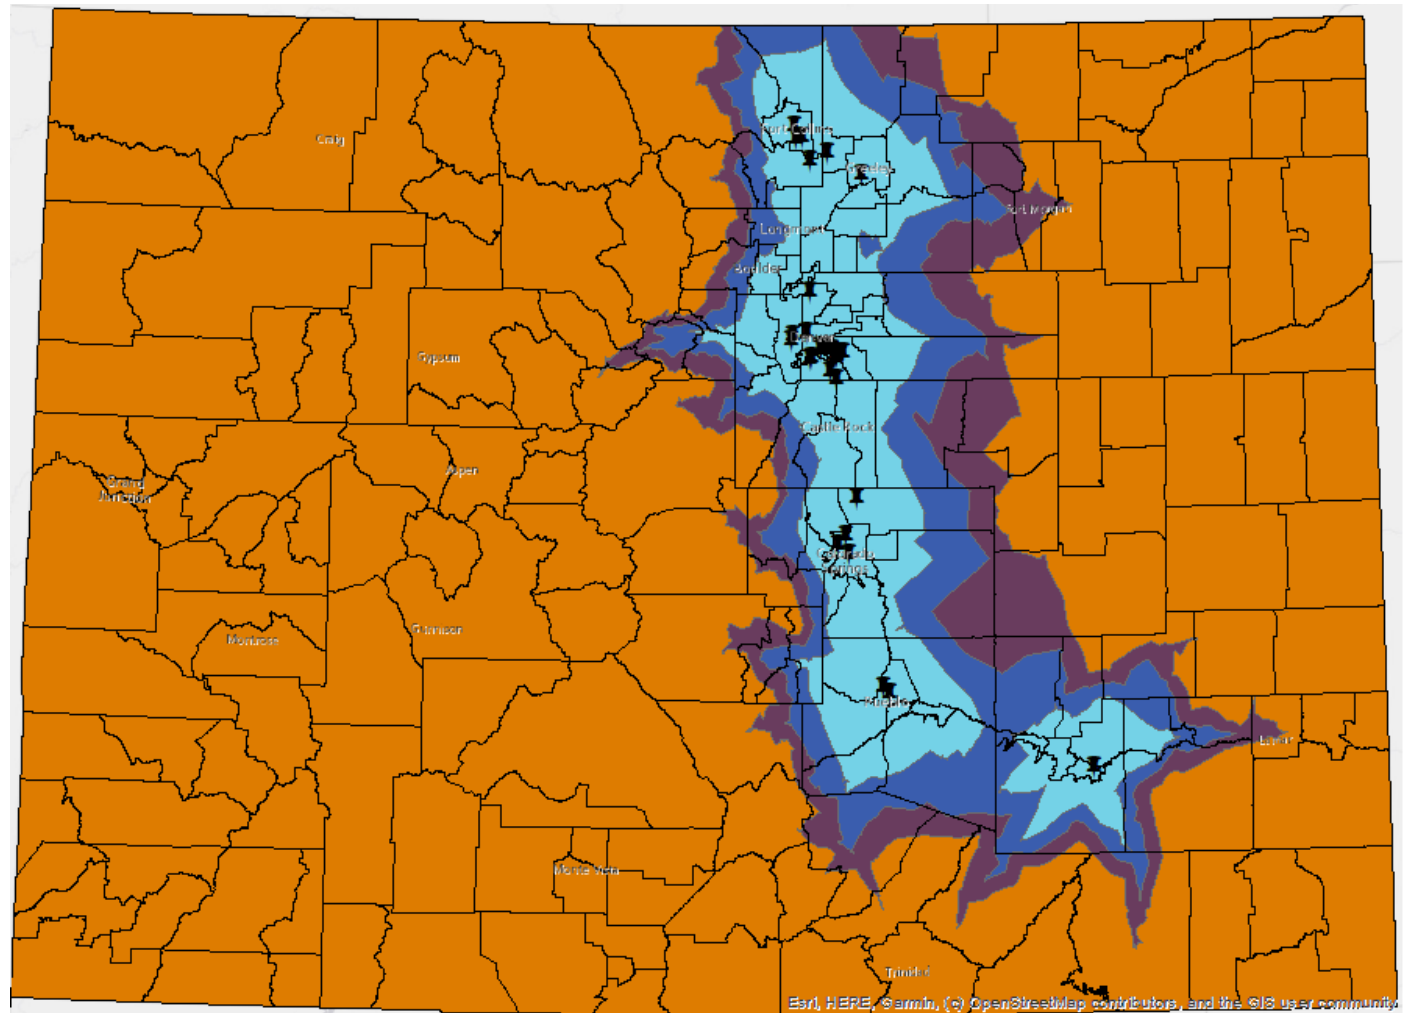 Fort Collins
Craig
Greeley
Fort Morgan
Longmont
Boulder
Denver
Gypsum
Castle Rock
Aspen
Grand
Junction
Colorado
Springs
Gunnison
Montrose
Pueblo
Lamar
Monte Vista
Trinidad
Esri, HERE, Garmin, (c) OpenStreetMap contributors, and the GIS user community